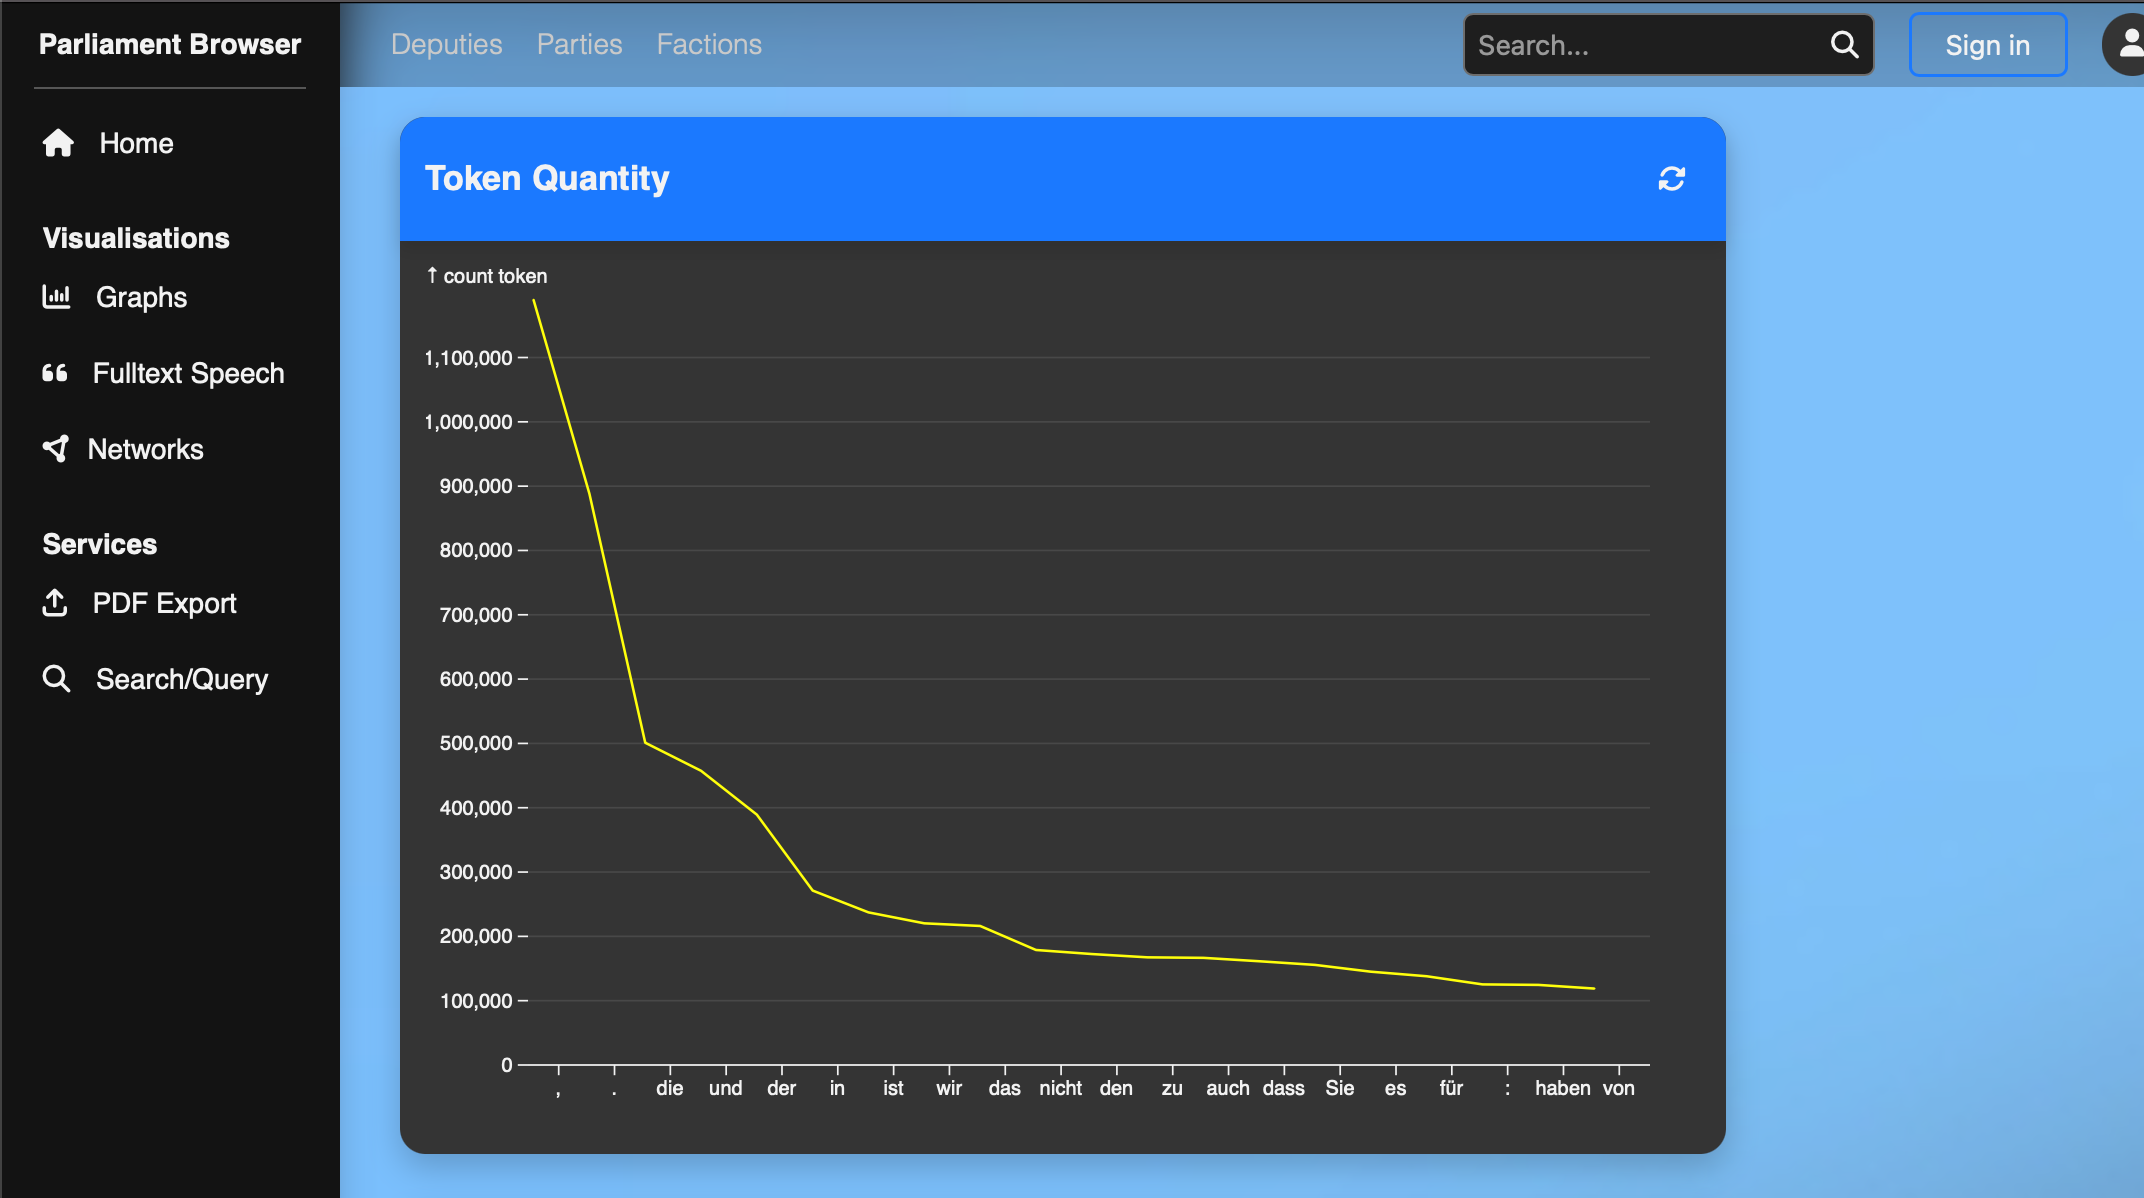 Parliament Browser
Home
Visualisations
Graphs
Fulltext Speech
Networks
Services
PDF Export
Search/Query
Deputies Parties Factions
Search...
Sign in
Token Quantity
↑ count token
1,100,000
1,000,000
900,000
800,000
700,000
600,000
500,000
400,000
300,000
200,000
100,000
0
, . die und der in ist wir das nicht den zu auch dass Sie es für : haben von